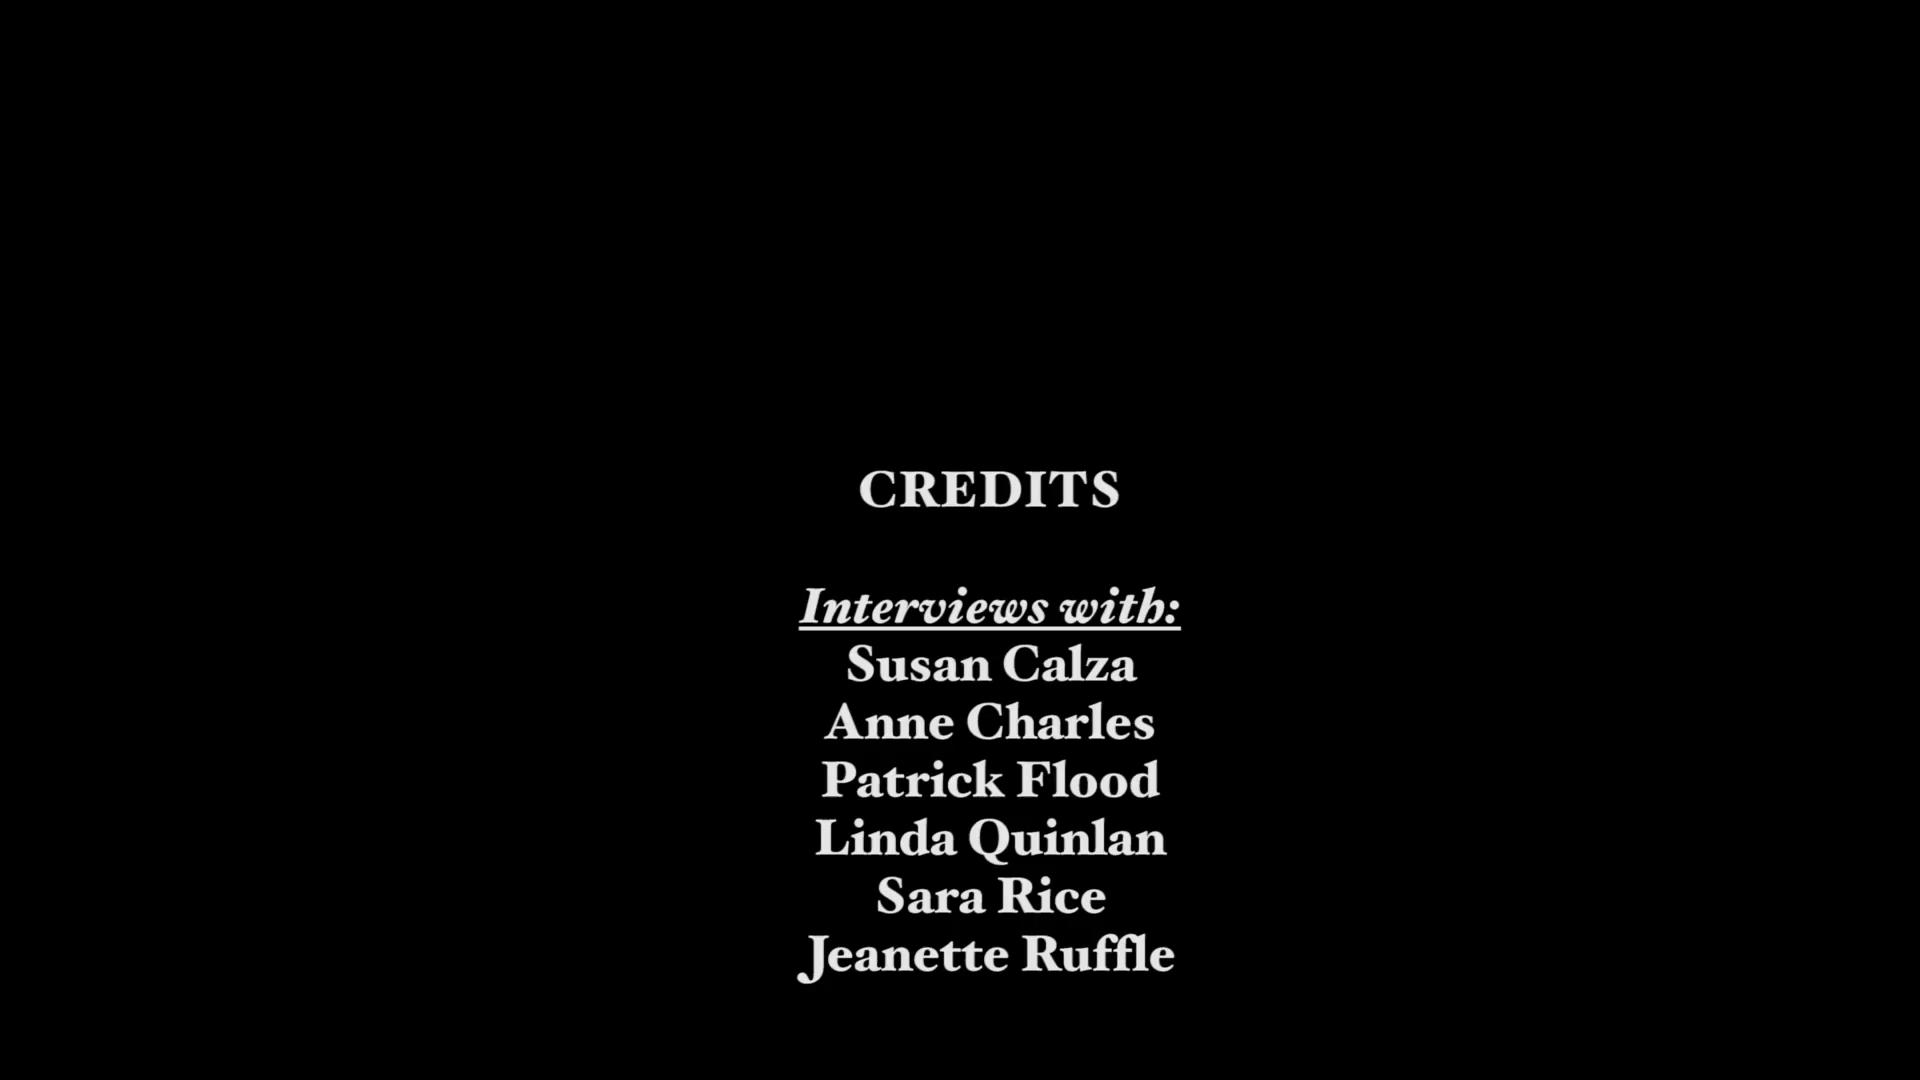 CREDITS
Interviews with:
Susan Calza
Anne Charles
Patrick Flood
Linda Quinlan
Sara Rice
Jeanette Ruffle